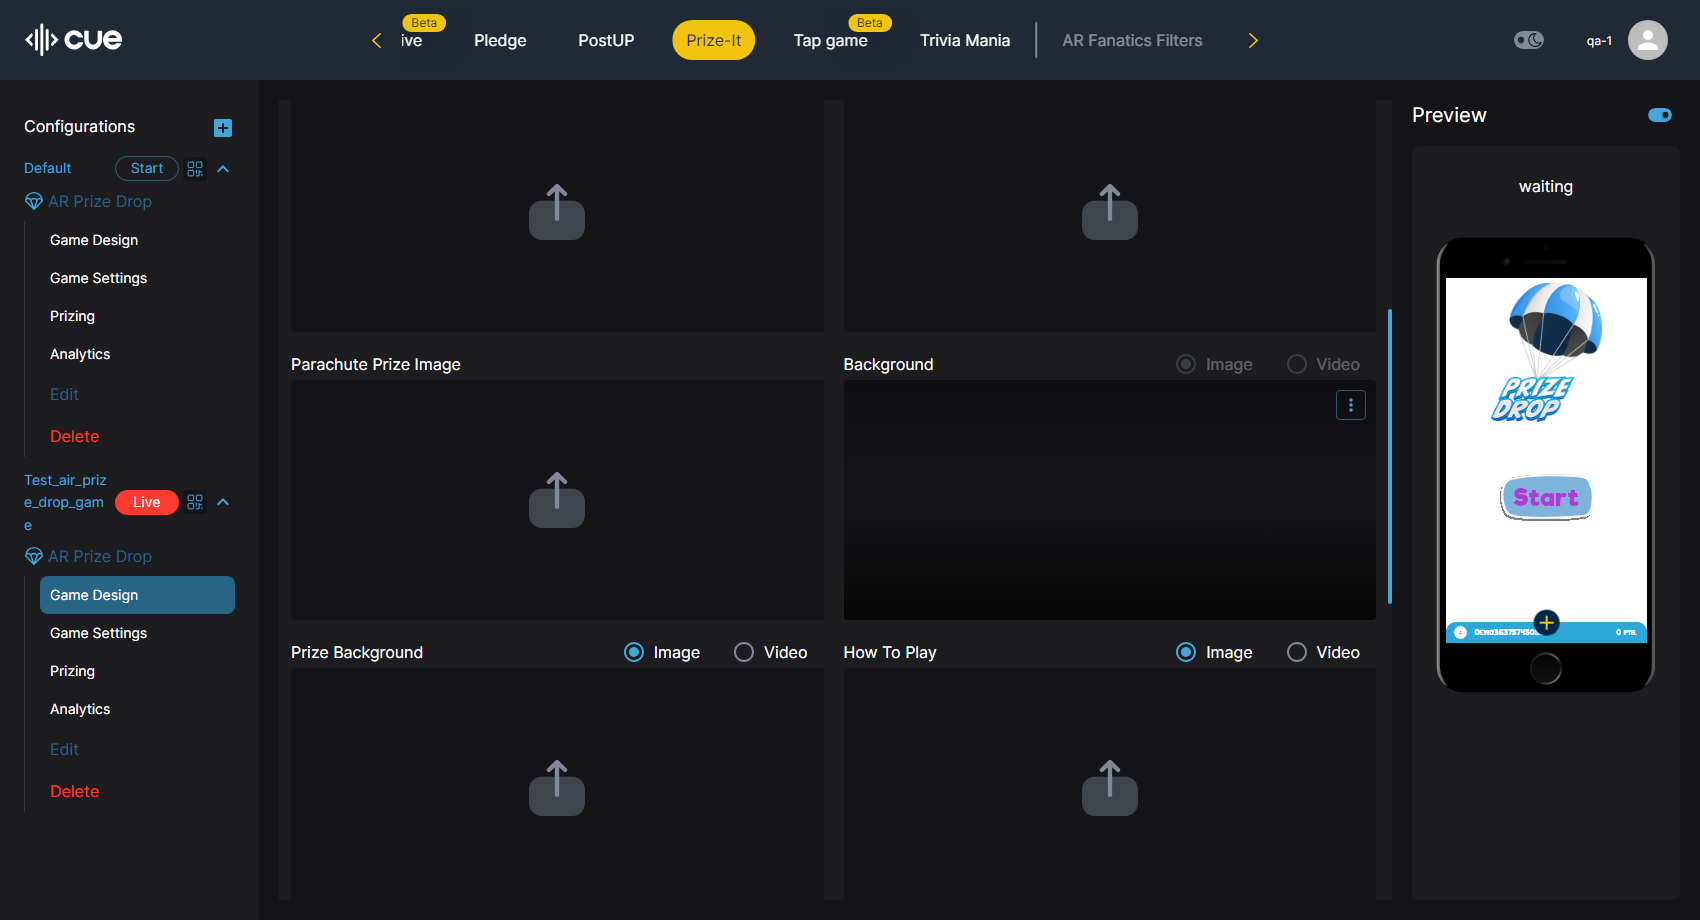 cue
Beta
ive
Pledge
PostUP
Prize-It
Beta
Tap game
Trivia Mania
AR Fanatics Filters
qa-1
Configurations
Default
Start
AR Prize Drop
Game Design
Game Settings
Prizing
Analytics
Edit
Delete
Test_air_priz
e_drop_gam
e
Live
AR Prize Drop
Game Design
Game Settings
Prizing
Analytics
Edit
Delete
Parachute Prize Image
Background
Image
Video
Prize Background
Image
Video
How To Play
Image
Video
Preview
waiting
PRIZE
DROP
Start
0 PTS.